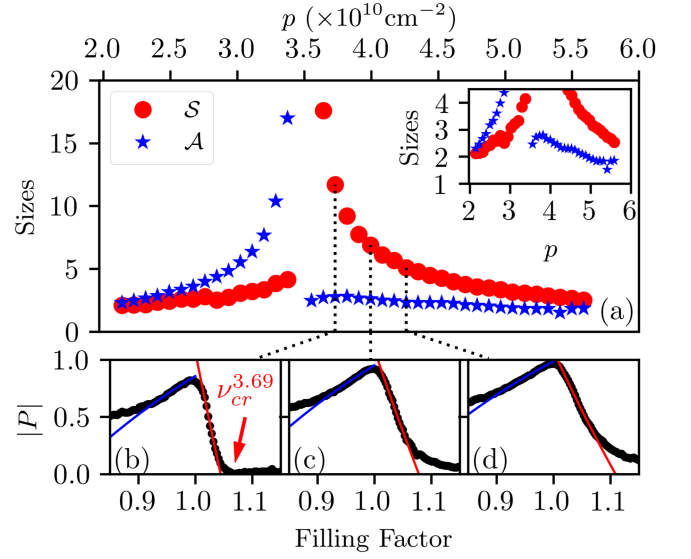 p (×10¹⁰cm⁻²)
2.0 2.5 3.0 3.5 4.0 4.5 5.0 5.5 6.0
20
15
10
5
0
Sizes
S
A
4
3
2
1
Sizes
2 3 4 5 6
p
(a)
1.0
0.5
0.0
|P|
ν_cr^3.69
(b)
(c)
(d)
0.9 1.0 1.1 0.9 1.0 1.1 0.9 1.0 1.1
Filling Factor